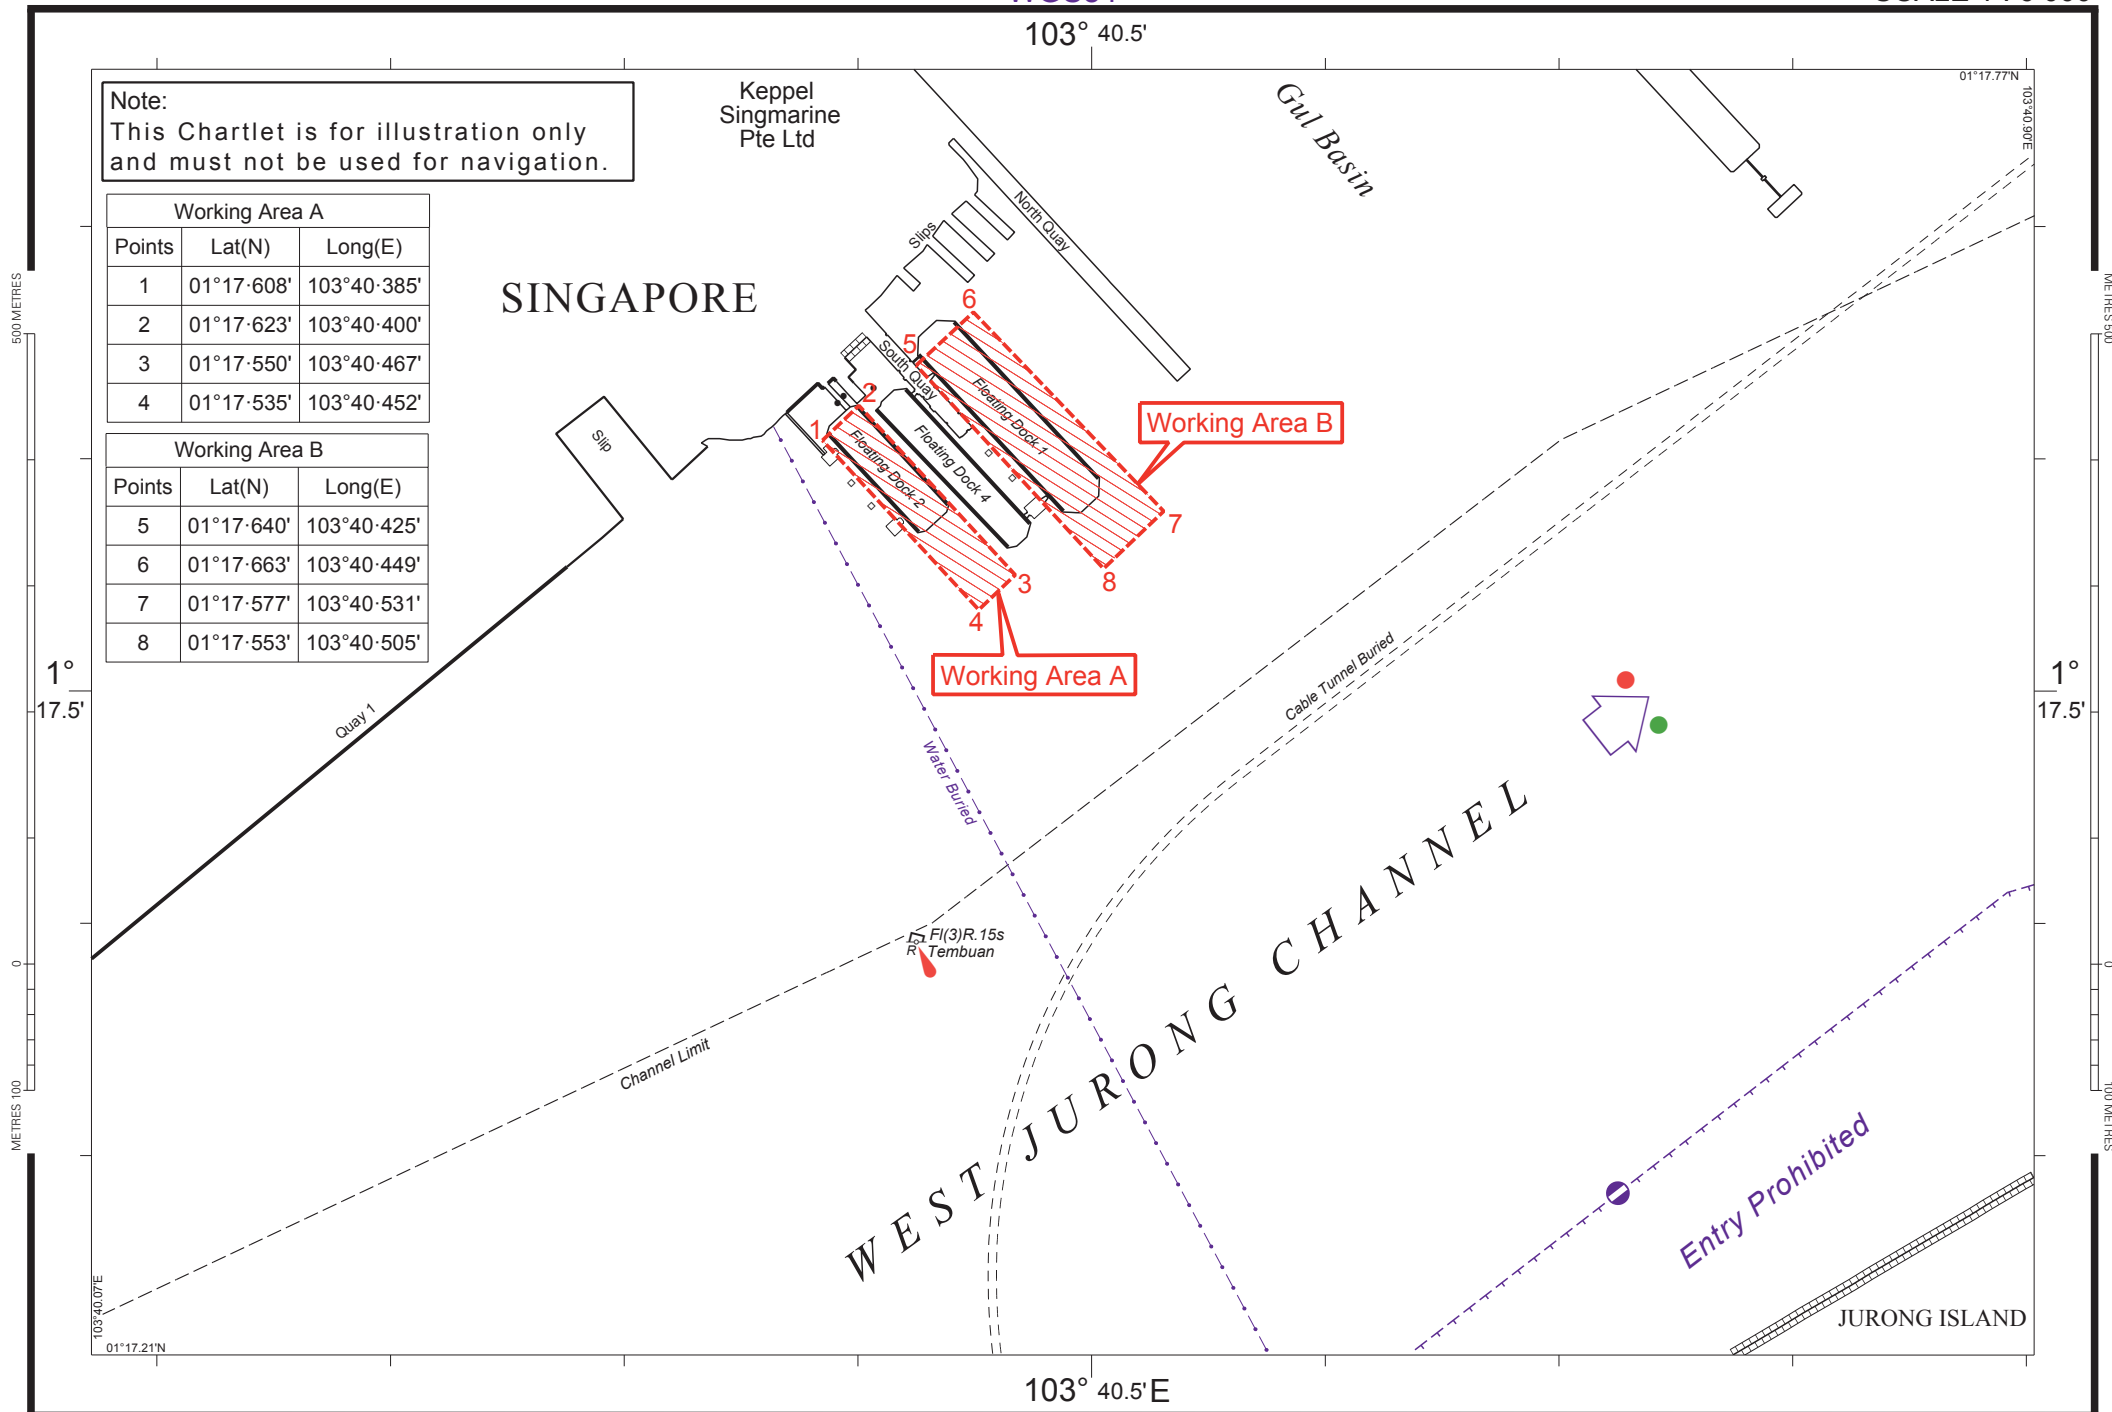 103° 40.5'
01°17.77'N
103°40.90'E
Note:
This Chartlet is for illustration only
and must not be used for navigation.
Keppel
Singmarine
Pte Ltd
Gul Basin
Working Area A
Points Lat(N) Long(E)
1 01°17·608' 103°40·385'
2 01°17·623' 103°40·400'
3 01°17·550' 103°40·467'
4 01°17·535' 103°40·452'
Working Area B
Points Lat(N) Long(E)
5 01°17·640' 103°40·425'
6 01°17·663' 103°40·449'
7 01°17·577' 103°40·531'
8 01°17·553' 103°40·505'
North Quay
Slips
SINGAPORE
500 METRES
METRES 500
6
5
South Quay
2
1
Floating Dock 1
Floating Dock 4
Floating Dock 2
Slip
Working Area B
7
8
3
4
Working Area A
1°
17.5'
1°
17.5'
Quay 1
Cable Tunnel Buried
Water Buried
Fl(3)R.15s
R Tembuan
Channel Limit
WEST JURONG CHANNEL
0
0
METRES 100
100 METRES
Entry Prohibited
JURONG ISLAND
103°40.07'E
01°17.21'N
103° 40.5'E